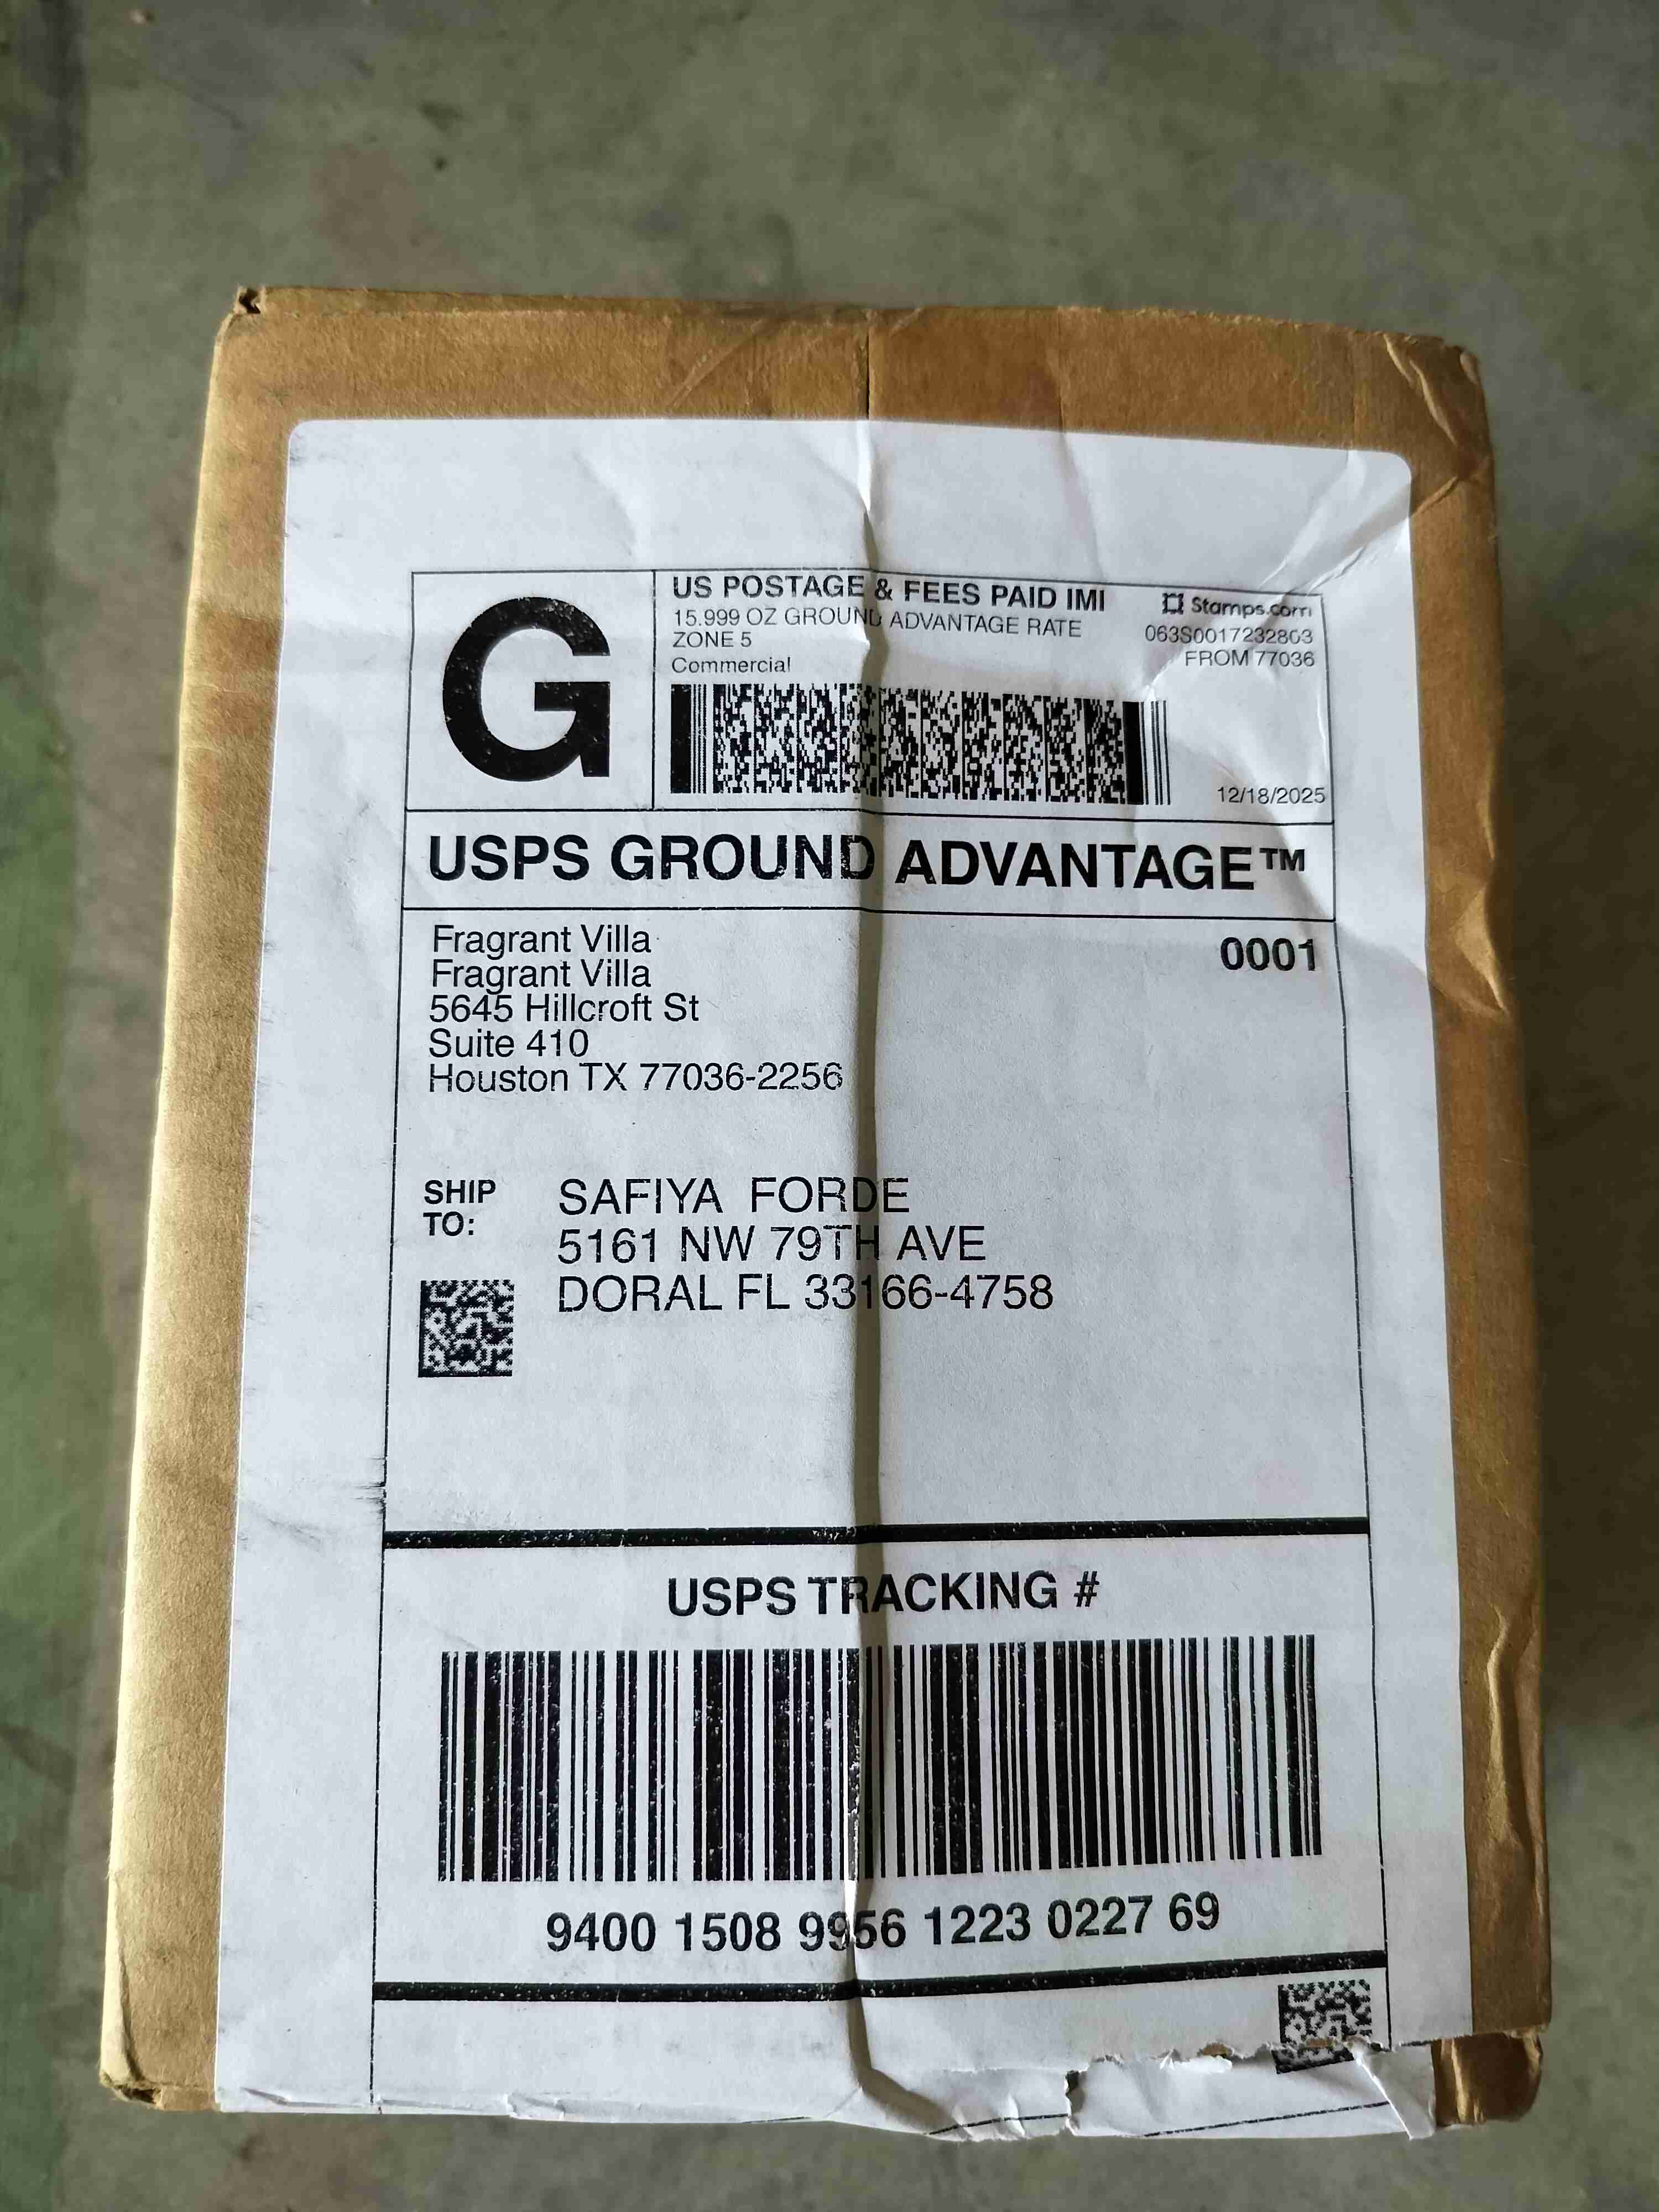 G
US POSTAGE & FEES PAID IMI
15.999 OZ GROUND ADVANTAGE RATE
ZONE 5
Commercial
Stamps.com
063S0017232803
FROM 77036
12/18/2025
USPS GROUND ADVANTAGE™
Fragrant Villa
Fragrant Villa
5645 Hillcroft St
Suite 410
Houston TX 77036-2256
0001
SHIP
TO:
SAFIYA FORDE
5161 NW 79TH AVE
DORAL FL 33166-4758
USPS TRACKING #
9400 1508 9956 1223 0227 69